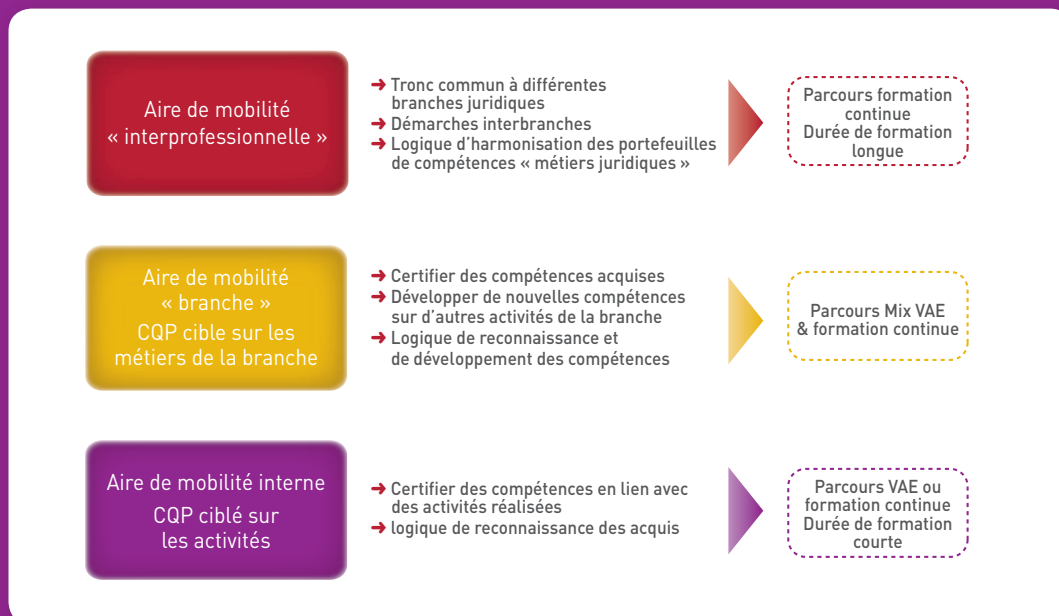 Aire de mobilité
« interprofessionnelle »
➜ Tronc commun à différentes
branches juridiques
➜ Démarches interbranches
➜ Logique d'harmonisation des portefeuilles
de compétences « métiers juridiques »
Parcours formation
continue
Durée de formation
longue
Aire de mobilité
« branche »
CQP cible sur les
métiers de la branche
➜ Certifier des compétences acquises
➜ Développer de nouvelles compétences
sur d'autres activités de la branche
➜ Logique de reconnaissance et
de développement des compétences
Parcours Mix VAE
& formation continue
Aire de mobilité interne
CQP ciblé sur
les activités
➜ Certifier des compétences en lien avec
des activités réalisées
➜ logique de reconnaissance des acquis
Parcours VAE ou
formation continue
Durée de formation
courte